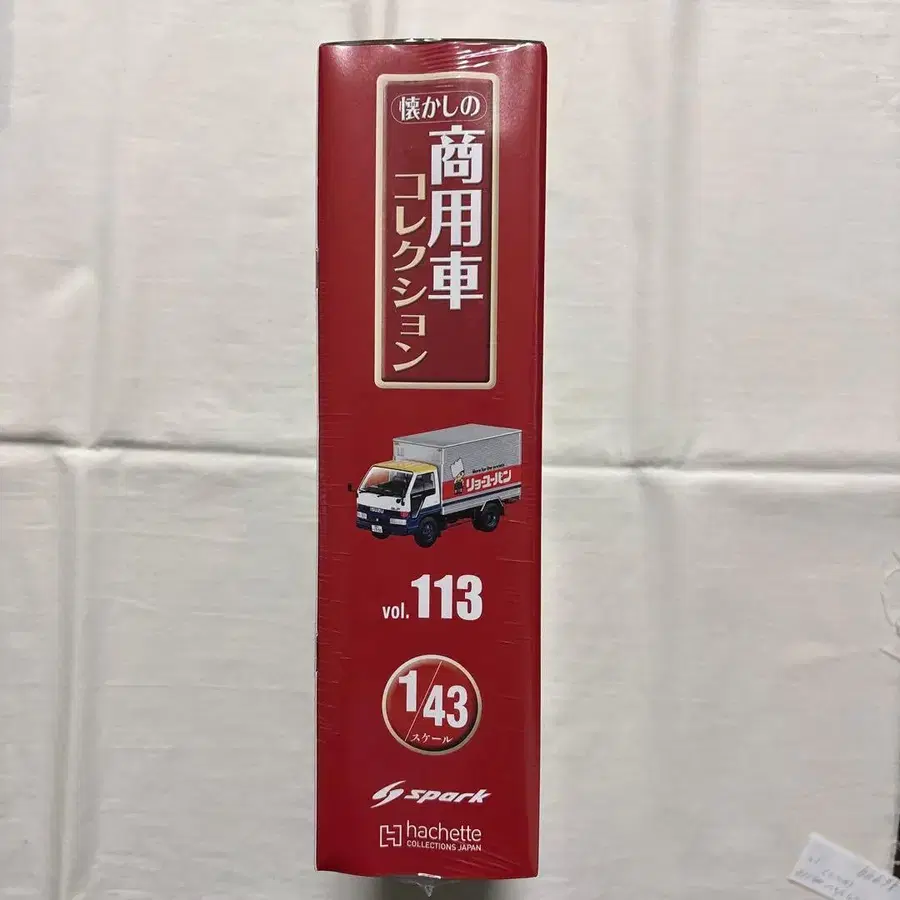 懐かしの
商用車
コレクション
リョーユーパン
ISUZU
vol. 113
1/43
スケール
spark
hachette
COLLECTIONS JAPAN